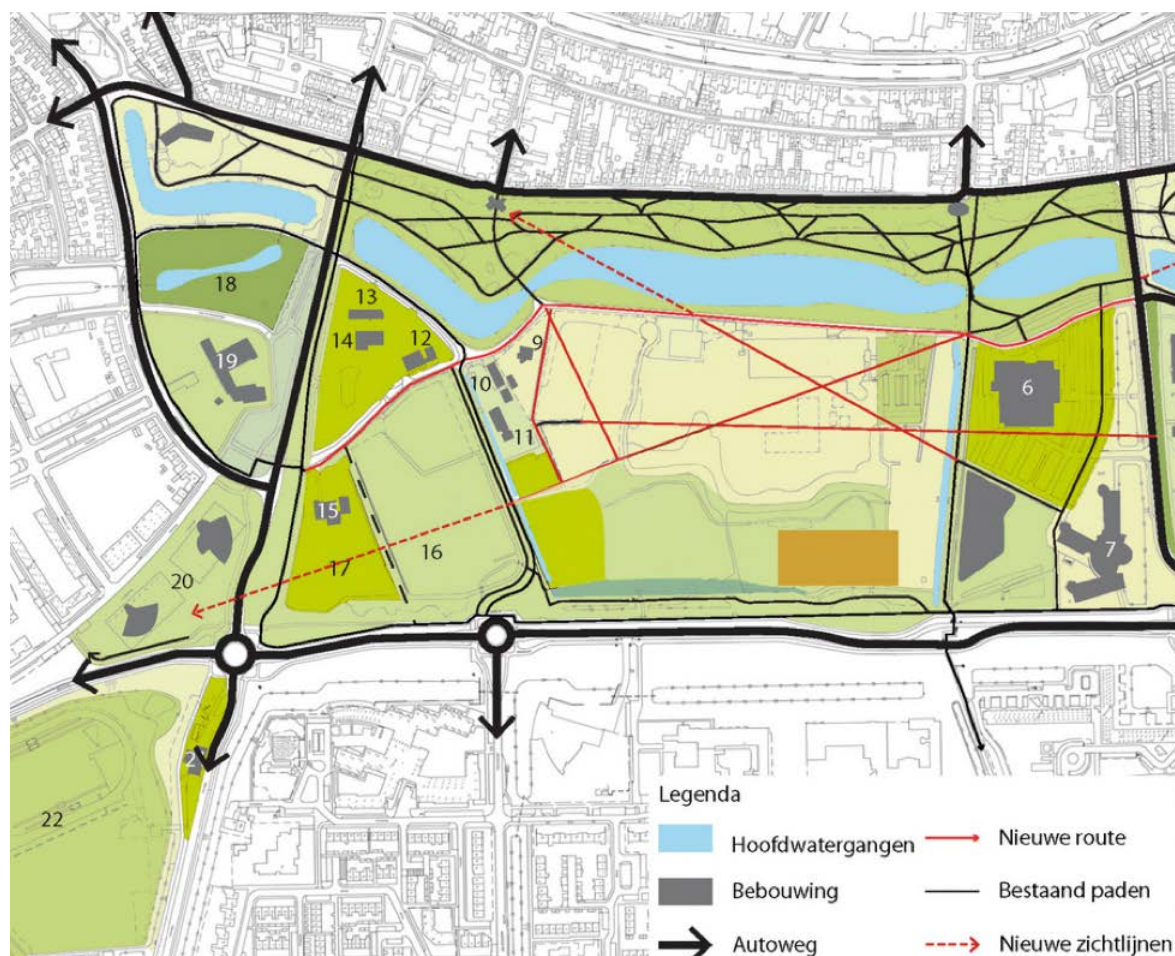 18
13
14
12
19
9
10
11
6
15
16
17
7
20
2
22
Legenda
Hoofdwatergangen
Nieuwe route
Bebouwing
Bestaand paden
Autoweg
Nieuwe zichtlijnen